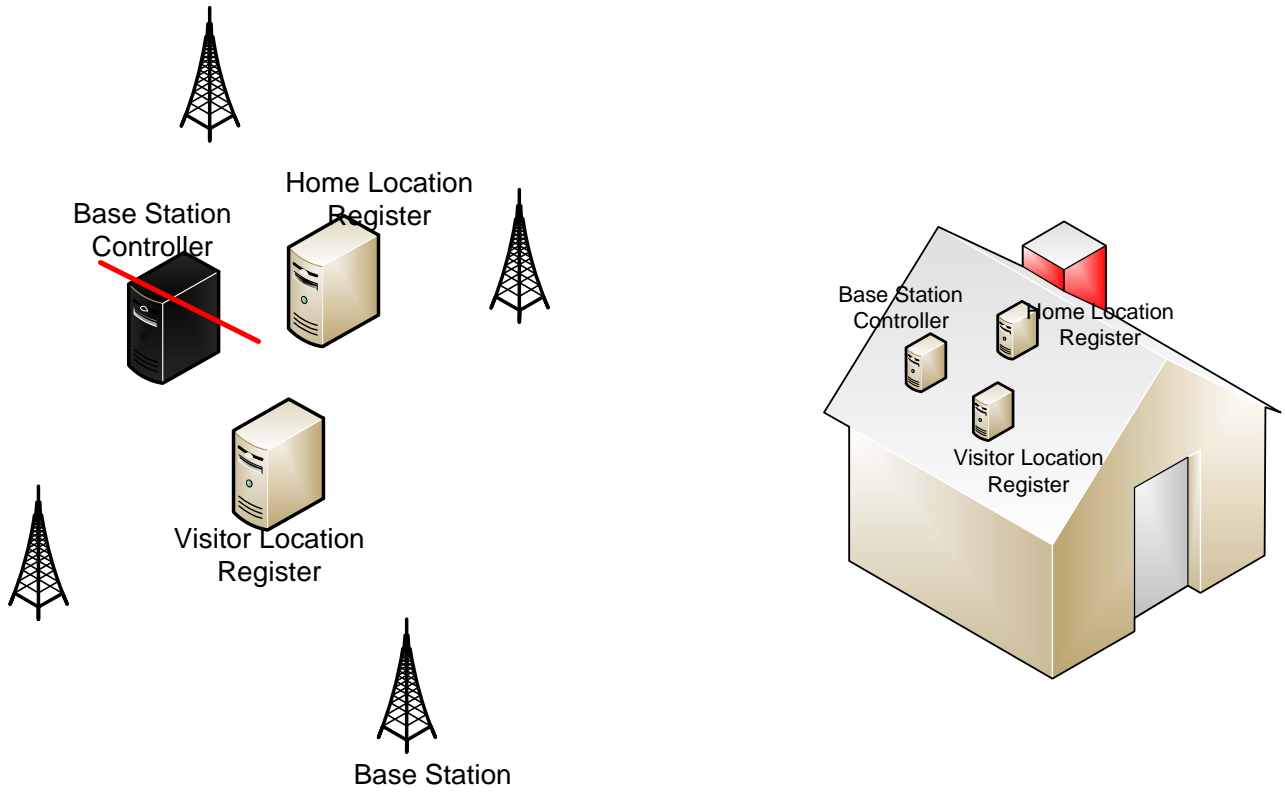 Home Location
Register
Base Station
Controller
Visitor Location
Register
Base Station
Base Station
Controller
Home Location
Register
Visitor Location
Register